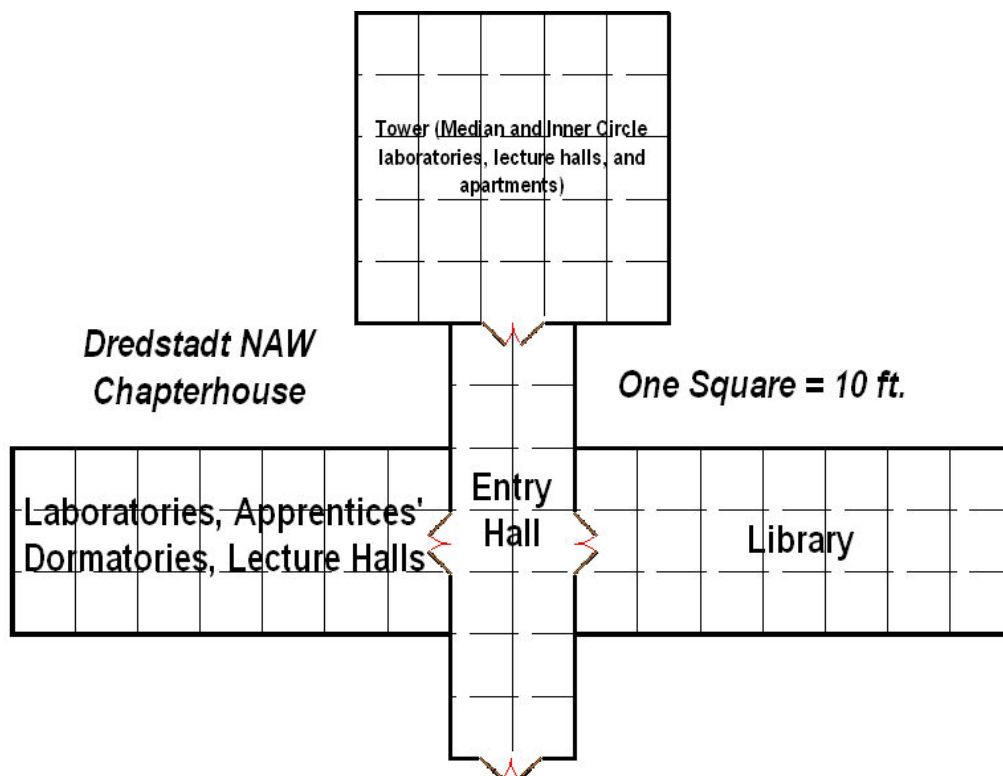 Tower (Median and Inner Circle
laboratories, lecture halls, and
apartments)
Dredstadt NAW
Chapterhouse
One Square = 10 ft.
Laboratories, Apprentices'
Dormatories, Lecture Halls
Entry
Hall
Library